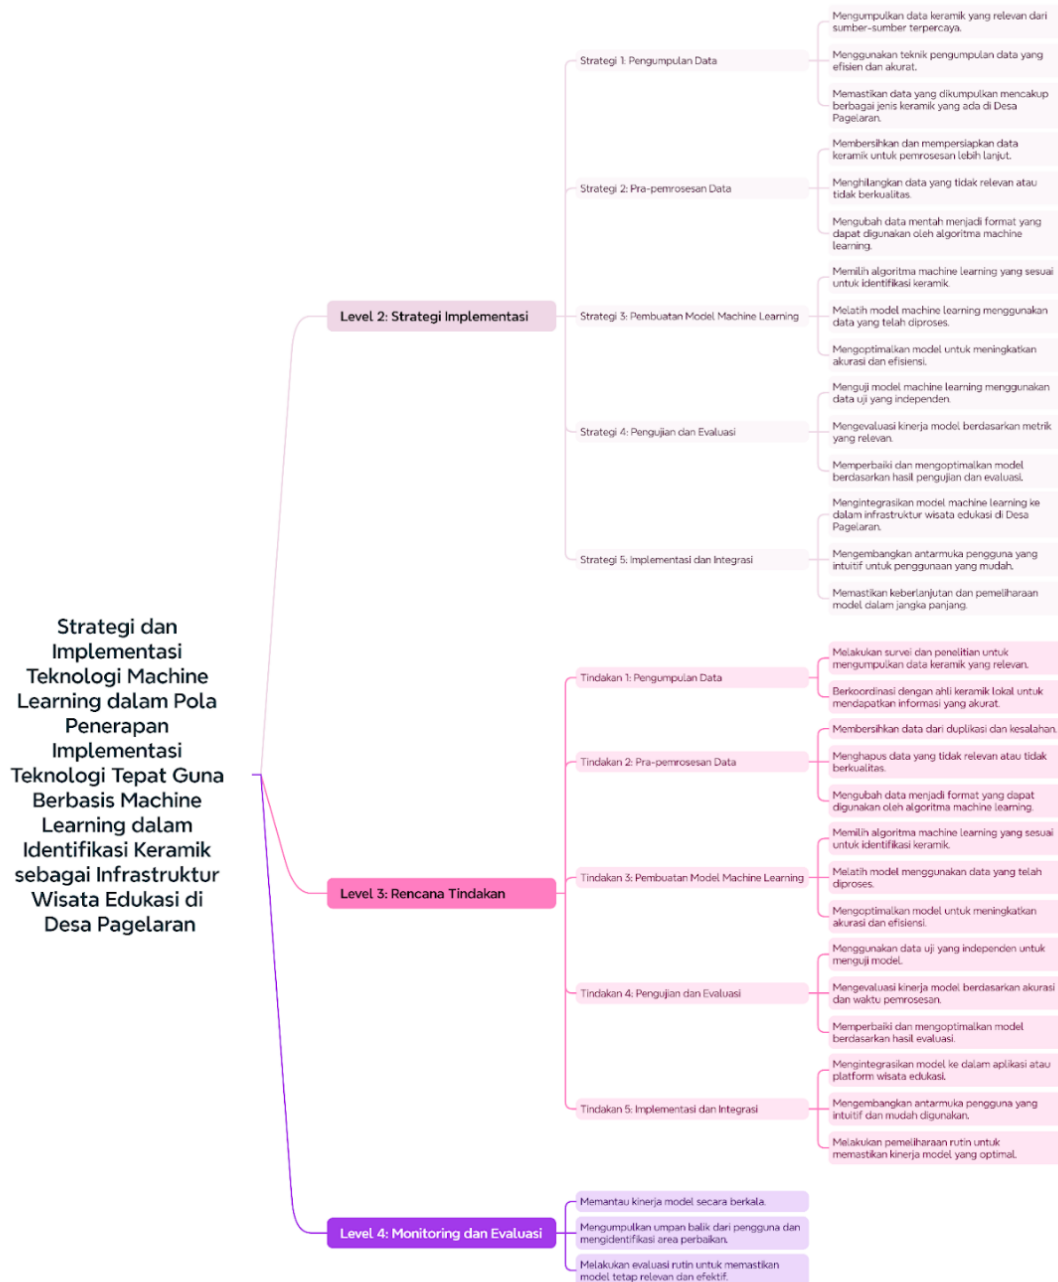 Strategi dan
Implementasi
Teknologi Machine
Learning dalam Pola
Penerapan
Implementasi
Teknologi Tepat Guna
Berbasis Machine
Learning dalam
Identifikasi Keramik
sebagai Infrastruktur
Wisata Edukasi di
Desa Pagelaran
Level 2: Strategi Implementasi
Strategi 1: Pengumpulan Data
Mengumpulkan data keramik yang relevan dari
sumber-sumber terpercaya.
Menggunakan teknik pengumpulan data yang
efisien dan akurat.
Memastikan data yang dikumpulkan mencakup
berbagai jenis keramik yang ada di Desa
Pagelaran.
Strategi 2: Pra-pemrosesan Data
Membersihkan dan mempersiapkan data
keramik untuk pemrosesan lebih lanjut.
Menghilangkan data yang tidak relevan atau
tidak berkualitas.
Mengubah data mentah menjadi format yang
dapat digunakan oleh algoritma machine
learning.
Strategi 3: Pembuatan Model Machine Learning
Memilih algoritma machine learning yang sesuai
untuk identifikasi keramik.
Melatih model machine learning menggunakan
data yang telah diproses.
Mengoptimalkan model untuk meningkatkan
akurasi dan efisiensi.
Strategi 4: Pengujian dan Evaluasi
Menguji model machine learning menggunakan
data uji yang independen.
Mengevaluasi kinerja model berdasarkan metrik
yang relevan.
Memperbaiki dan mengoptimalkan model
berdasarkan hasil pengujian dan evaluasi.
Strategi 5: Implementasi dan Integrasi
Mengintegrasikan model machine learning ke
dalam infrastruktur wisata edukasi di Desa
Pagelaran.
Mengembangkan antarmuka pengguna yang
intuitif untuk penggunaan yang mudah.
Memastikan keberlanjutan dan pemeliharaan
model dalam jangka panjang.
Level 3: Rencana Tindakan
Tindakan 1: Pengumpulan Data
Melakukan survei dan penelitian untuk
mengumpulkan data keramik yang relevan.
Berkoordinasi dengan ahli keramik lokal untuk
mendapatkan informasi yang akurat.
Tindakan 2: Pra-pemrosesan Data
Membersihkan data dari duplikasi dan kesalahan.
Menghapus data yang tidak relevan atau tidak
berkualitas.
Mengubah data menjadi format yang dapat
digunakan oleh algoritma machine learning.
Tindakan 3: Pembuatan Model Machine Learning
Memilih algoritma machine learning yang sesuai
untuk identifikasi keramik.
Melatih model menggunakan data yang telah
diproses.
Mengoptimalkan model untuk meningkatkan
akurasi dan efisiensi.
Tindakan 4: Pengujian dan Evaluasi
Menggunakan data uji yang independen untuk
menguji model.
Mengevaluasi kinerja model berdasarkan akurasi
dan waktu pemrosesan.
Memperbaiki dan mengoptimalkan model
berdasarkan hasil evaluasi.
Tindakan 5: Implementasi dan Integrasi
Mengintegrasikan model ke dalam aplikasi atau
platform wisata edukasi.
Mengembangkan antarmuka pengguna yang
intuitif dan mudah digunakan.
Melakukan pemeliharaan rutin untuk
memastikan kinerja model yang optimal.
Level 4: Monitoring dan Evaluasi
Memantau kinerja model secara berkala.
Mengumpulkan umpan balik dari pengguna dan
mengidentifikasi area perbaikan.
Melakukan evaluasi rutin untuk memastikan
model tetap relevan dan efektif.